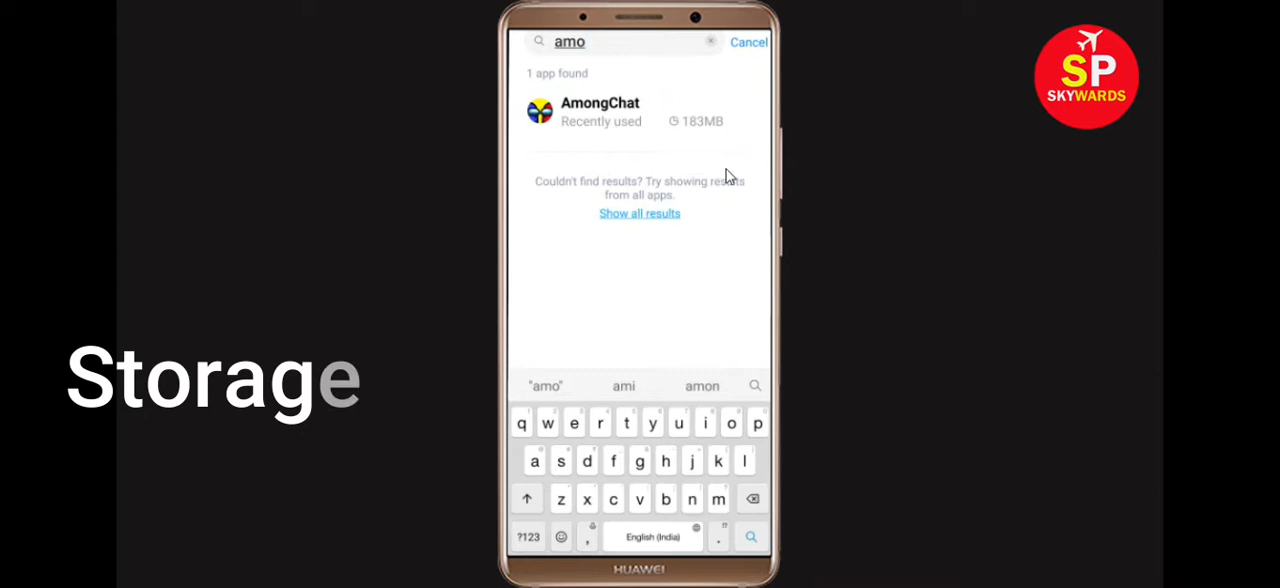 amo
Cancel
1 app found
AmongChat
Recently used 183MB
Couldn't find results? Try showing results
from all apps.
Show all results
SP
SKYWARDS
Storage
"amo" ami amon
q w e r t y u i o p
a s d f g h j k l
z x c v b n m
?123 , English (India) .
HUAWEI